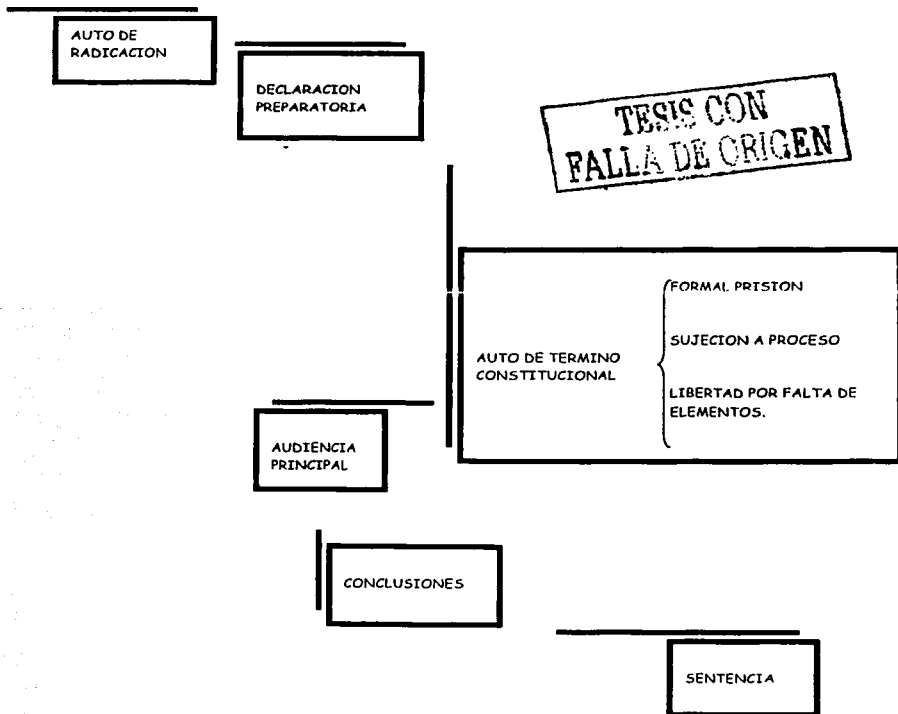 AUTO DE
RADICACION
DECLARACION
PREPARATORIA
TESIS CON
FALLA DE ORIGEN
AUTO DE TERMINO
CONSTITUCIONAL
FORMAL PRISION
SUJECION A PROCESO
LIBERTAD POR FALTA DE
ELEMENTOS.
AUDIENCIA
PRINCIPAL
CONCLUSIONES
SENTENCIA